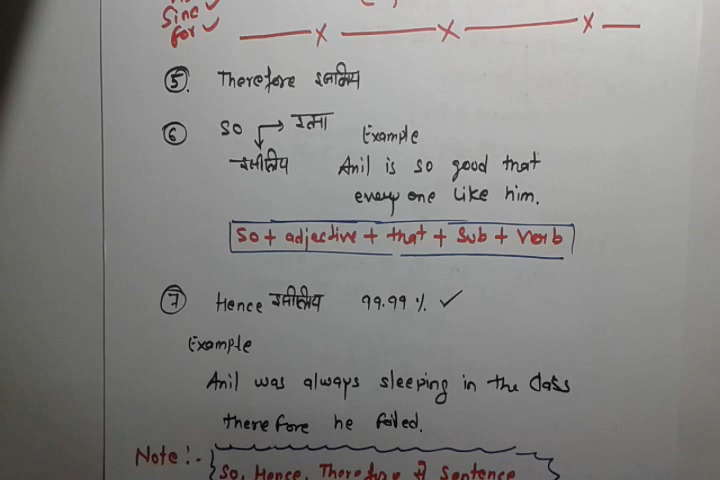 Sinc ✓
for ✓
⑤. Therefore इसलिय
⑥ So → इतना
Example
इसीलिय Anil is so good that
every one like him.
So + adjective + that + Sub + Verb
⑦ Hence इसीलिय 99.99 % ✓
Example
Anil was always sleeping in the class
therefore he failed.
Note :-
So, Hence, Therefore से Sentence